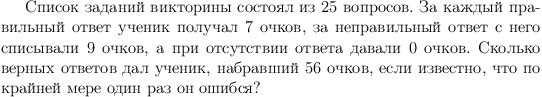 Список заданий викторины состоял из 25 вопросов. За каждый пра-
вильный ответ ученик получал 7 очков, за неправильный ответ с него
списывали 9 очков, а при отсутствии ответа давали 0 очков. Сколько
верных ответов дал ученик, набравший 56 очков, если известно, что по
крайней мере один раз он ошибся?